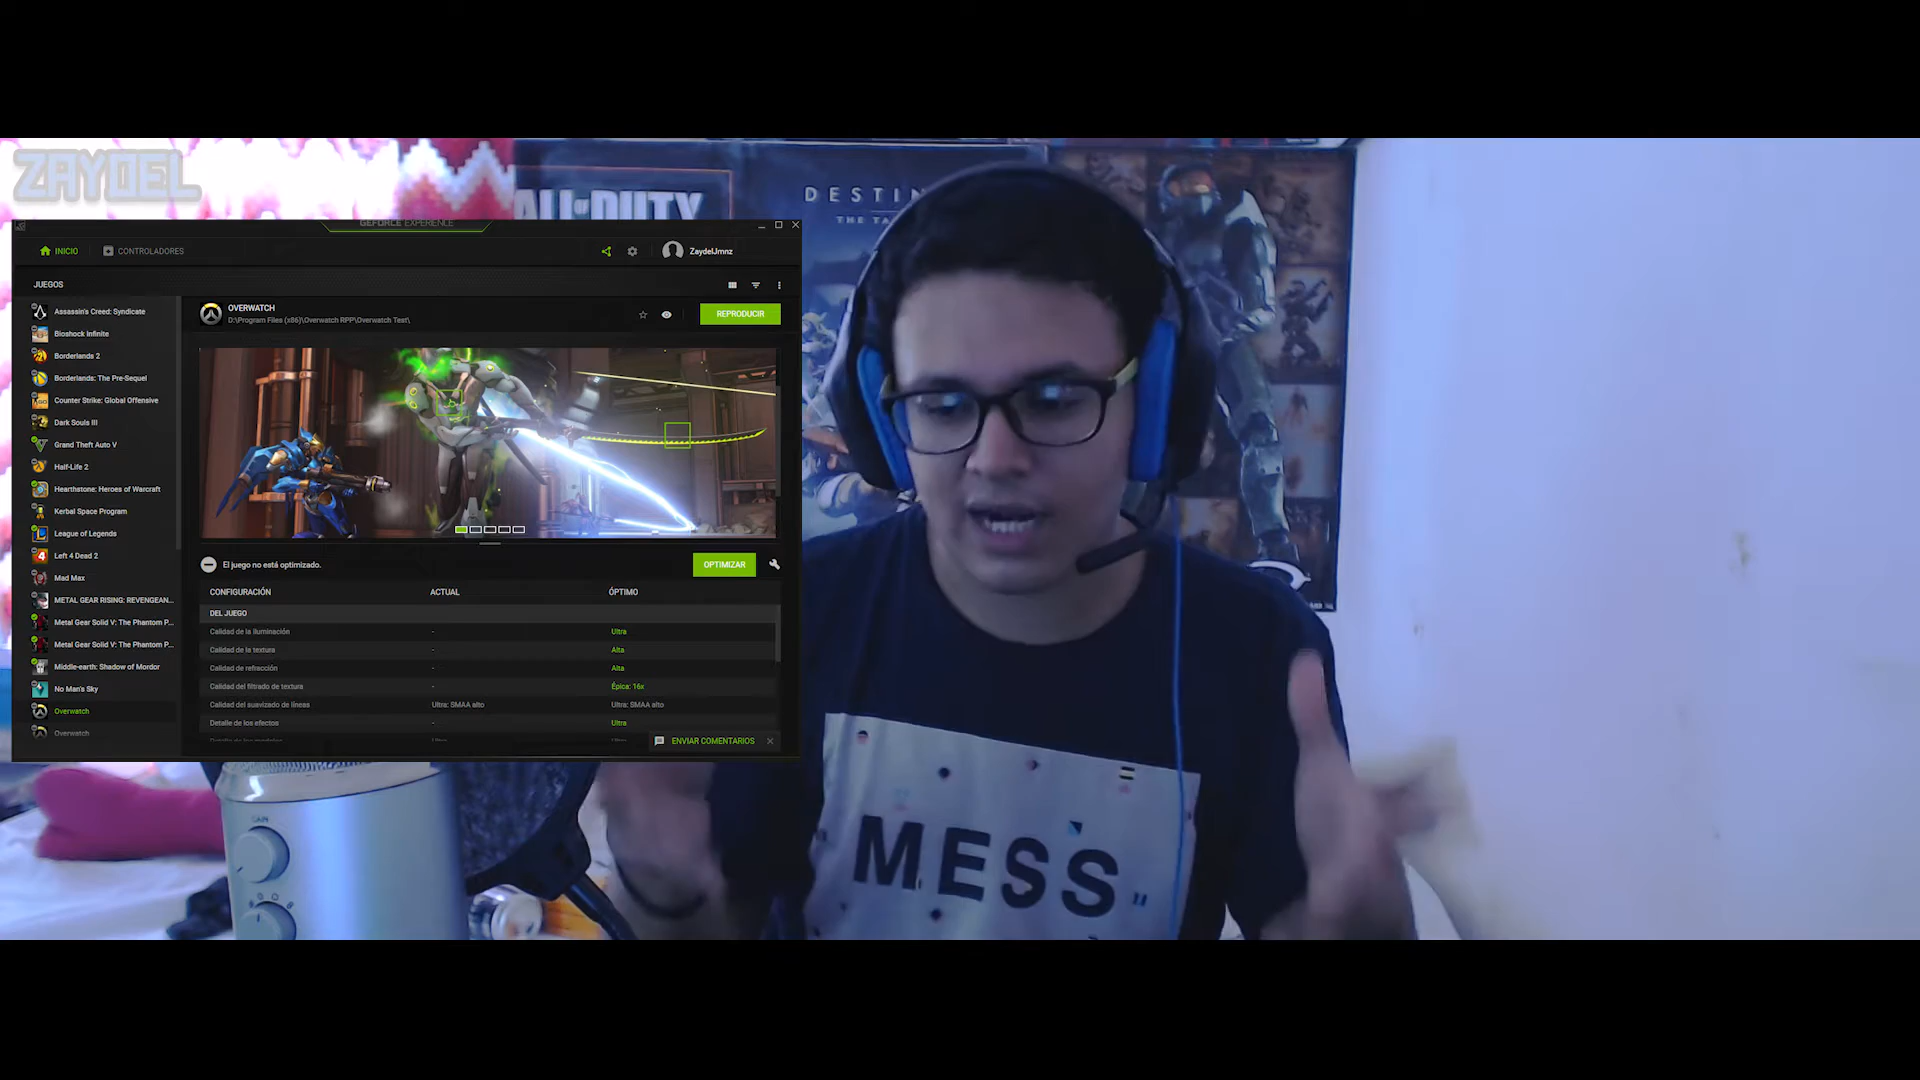 ZAYDEL
ALL OF DUTY
DESTIN
THE TA
GEFORCE EXPERIENCE
INICIO
CONTROLADORES
ZaydelJmnz
JUEGOS
Assassin's Creed: Syndicate
Bioshock Infinite
Borderlands 2
Borderlands: The Pre-Sequel
Counter Strike: Global Offensive
Dark Souls III
Grand Theft Auto V
Half-Life 2
Hearthstone: Heroes of Warcraft
Kerbal Space Program
League of Legends
Left 4 Dead 2
Mad Max
METAL GEAR RISING: REVENGEAN...
Metal Gear Solid V: The Phantom P...
Metal Gear Solid V: The Phantom P...
Middle-earth: Shadow of Mordor
No Man's Sky
Overwatch
Overwatch
OVERWATCH
D:\Program Files (x86)\Overwatch RPP\Overwatch Test\
REPRODUCIR
El juego no está optimizado.
OPTIMIZAR
CONFIGURACIÓN ACTUAL ÓPTIMO
DEL JUEGO
Calidad de la iluminación - Ultra
Calidad de la textura - Alta
Calidad de refracción - Alta
Calidad del filtrado de textura - Épica: 16x
Calidad del suavizado de líneas Ultra: SMAA alto Ultra: SMAA alto
Detalle de los efectos - Ultra
ENVIAR COMENTARIOS
GAIN
MESS